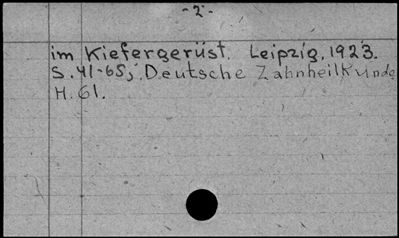 -2-
im Kiefergerüst. Leipzig, 1923.
S. 41-65; Deutsche Zahnheilkunde
H. 61.